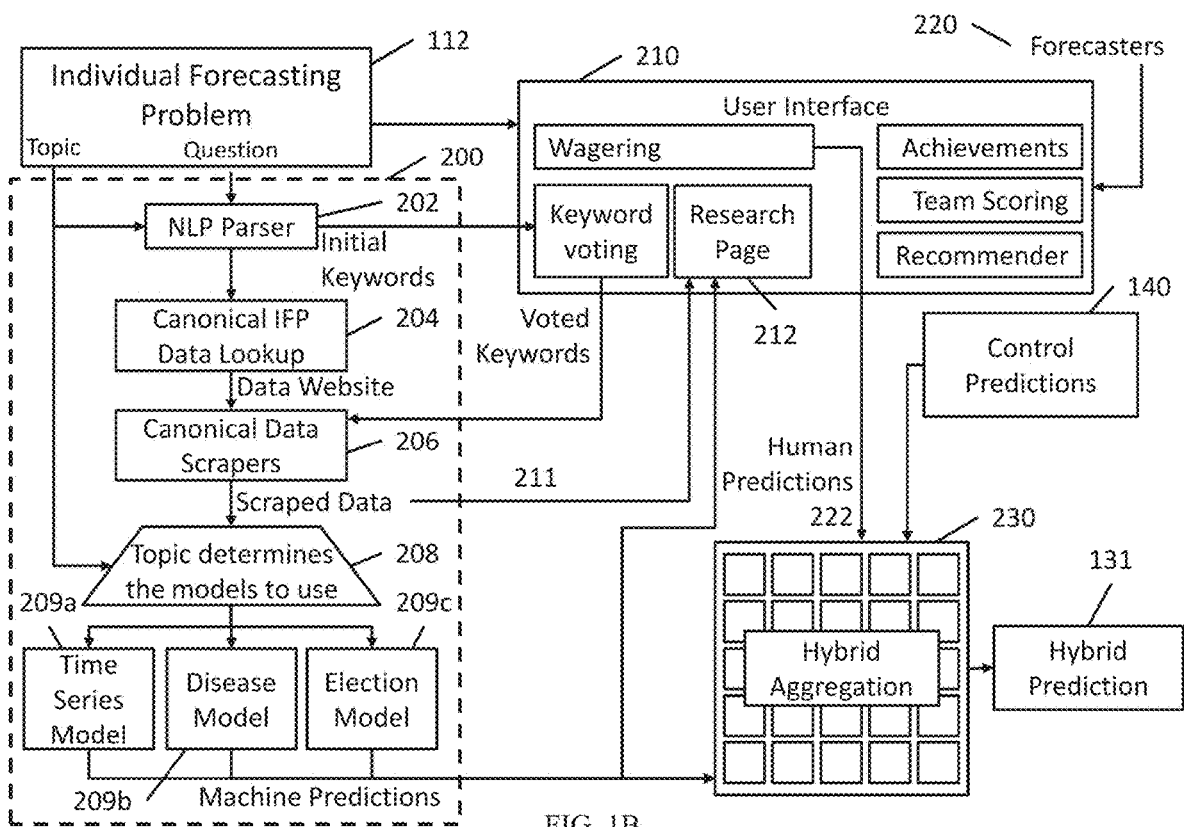 112
220
Forecasters
Individual Forecasting
Problem
Topic
Question
210
User Interface
Wagering
Achievements
Team Scoring
Recommender
Keyword
voting
Research
Page
200
202
NLP Parser
Initial
Keywords
Canonical IFP
Data Lookup
204
Voted
Keywords
212
140
Control
Predictions
Data Website
Canonical Data
Scrapers
206
Human
Predictions
222
211
Scraped Data
230
Topic determines
the models to use
208
131
209a
209c
Time
Series
Model
Disease
Model
Election
Model
Hybrid
Aggregation
Hybrid
Prediction
209b
Machine Predictions
FIG. 1B